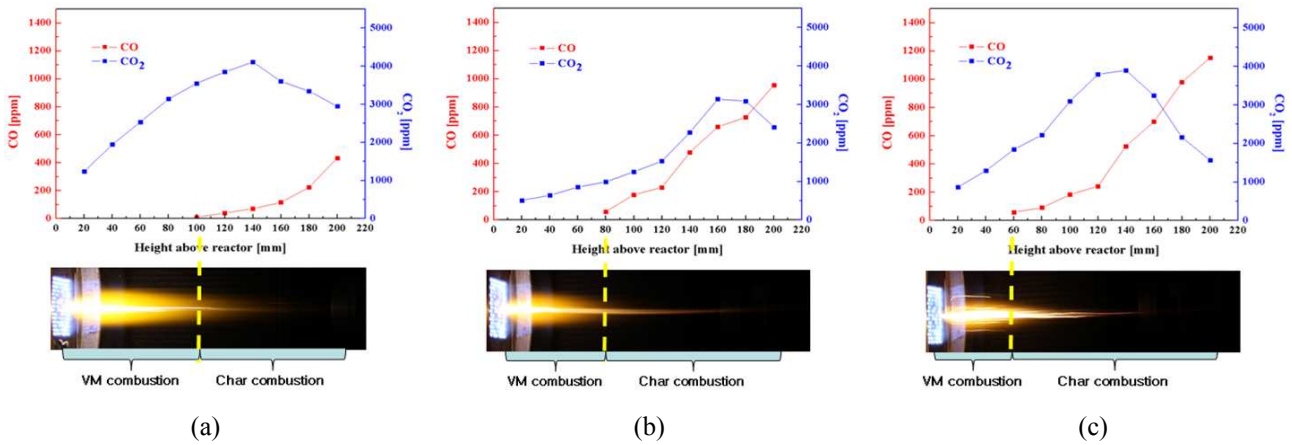 1400
1200
1000
800
600
400
200
0
CO [ppm]
CO
CO2
5000
4000
3000
2000
1000
0
CO2 [ppm]
0 20 40 60 80 100 120 140 160 180 200 220
Height above reactor [mm]
VM combustion
Char combustion
(a)
1400
1200
1000
800
600
400
200
0
CO [ppm]
CO
CO2
5000
4000
3000
2000
1000
0
CO2 [ppm]
0 20 40 60 80 100 120 140 160 180 200 220
Height above reactor [mm]
VM combustion
Char combustion
(b)
1400
1200
1000
800
600
400
200
0
CO [ppm]
CO
CO2
5000
4000
3000
2000
1000
0
CO2 [ppm]
0 20 40 60 80 100 120 140 160 180 200 220
Height above reactor [mm]
VM combustion
Char combustion
(c)